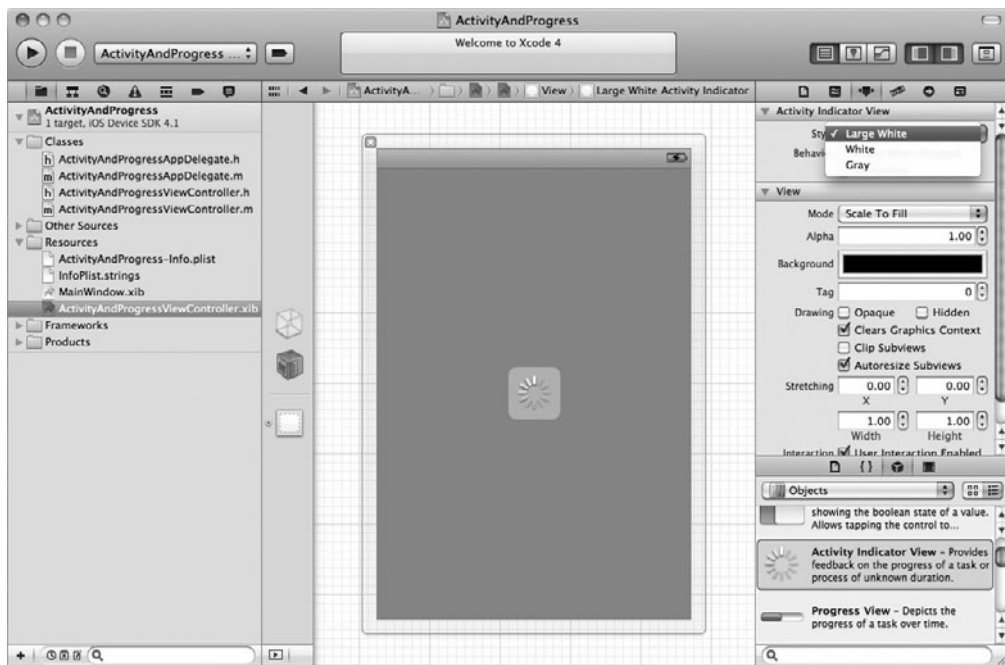 ActivityAndProgress
ActivityAndProgress ...
Welcome to Xcode 4
ActivityA... View Large White Activity Indicator
ActivityAndProgress
1 target, iOS Device SDK 4.1
Classes
h ActivityAndProgressAppDelegate.h
m ActivityAndProgressAppDelegate.m
h ActivityAndProgressViewController.h
m ActivityAndProgressViewController.m
Other Sources
Resources
ActivityAndProgress-Info.plist
InfoPlist.strings
MainWindow.xib
ActivityAndProgressViewController.xib
Frameworks
Products
Activity Indicator View
Sty ✓ Large White
White
Behavi
Gray
View
Mode Scale To Fill
Alpha 1.00
Background
Tag 0
Drawing Opaque Hidden
Clears Graphics Context
Clip Subviews
Autoresize Subviews
Stretching 0.00 0.00
X Y
1.00 1.00
Width Height
Interaction User Interaction Enabled
{}
Objects
showing the boolean state of a value.
Allows tapping the control to...
Activity Indicator View - Provides
feedback on the progress of a task or
process of unknown duration.
Progress View - Depicts the
progress of a task over time.